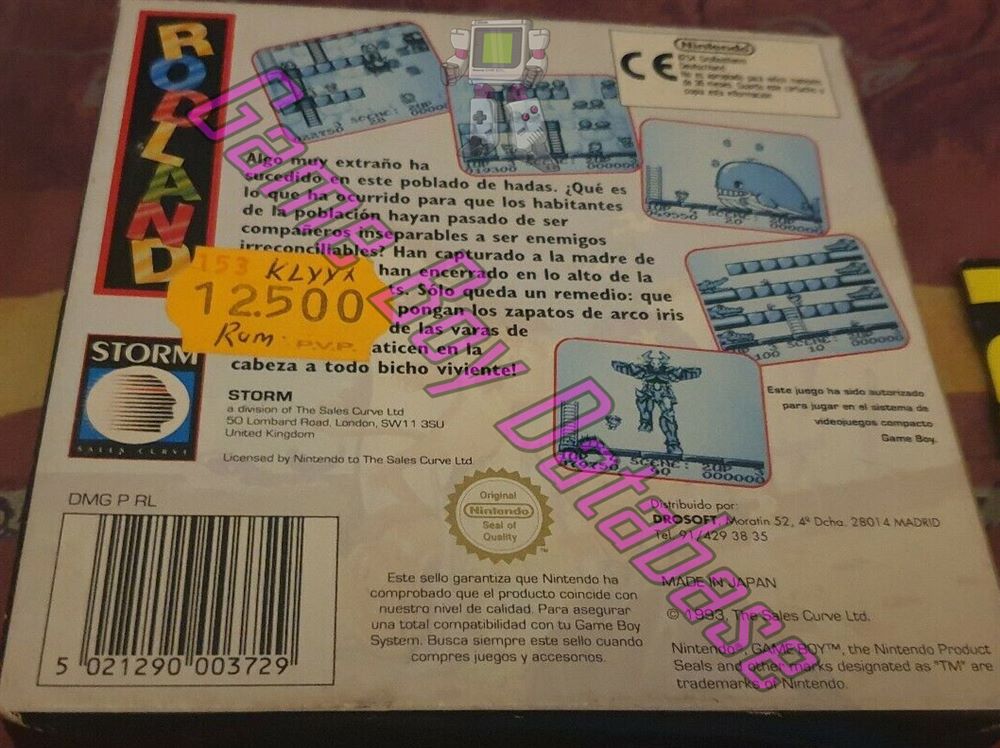 RODLAND
Nintendo
CE
Algo muy extraño ha
sucedido en este poblado de hadas. ¿Qué es
lo que ha ocurrido para que los habitantes
de la población hayan pasado de ser
compañeros inseparables a ser enemigos
irreconciliables? Han capturado a la madre de
han encerrado en lo alto de la
Sólo queda un remedio: que
pongan los zapatos de arco iris
de las varas de
aticen en la
cabeza a todo bicho viviente!
153 KLYYX
12.500
Rum. P.V.P.
STORM
SALES CURVE
STORM
a division of The Sales Curve Ltd
50 Lombard Road, London, SW11 3SU
United Kingdom
Licensed by Nintendo to The Sales Curve Ltd
Este juego ha sido autorizado
para jugar en el sistema de
videojuegos compacto
Game Boy.
DMG P RL
5 021290 003729
Original
Nintendo
Seal of
Quality
Este sello garantiza que Nintendo ha
comprobado que el producto coincide con
nuestro nivel de calidad. Para asegurar
una total compatibilidad con tu Game Boy
System. Busca siempre este sello cuando
compres juegos y accesorios.
Distribuido por:
DROSOFT, Moratin 52, 4º Dcha. 28014 MADRID
Tel. 91/429 38 35
MADE IN JAPAN
© 1993, The Sales Curve Ltd.
Nintendo®, GAME BOY™, the Nintendo Product
Seals and other marks designated as "TM" are
trademarks of Nintendo.
Game Boy Database